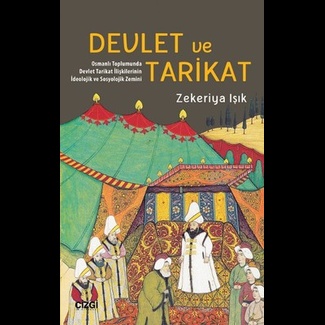 DEVLET ve
Osmanlı Toplumunda
Devlet Tarikat İlişkilerinin
İdeolojik ve Sosyolojik Zemini
TARİKAT
Zekeriya Işık
ÇİZGİ